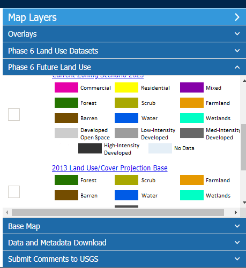 Map Layers
Overlays
Phase 6 Land Use Datasets
Phase 6 Future Land Use
Commercial Yellow Mixed
Forest Scrub Farmland
Barren Water Wetlands
Developed Open Space Low-Intensity Developed Med-Intensity Developed
High-Intensity Developed No Data
2013 Land Use/Cover Projection Base
Forest Scrub Farmland
Barren Water Wetlands
Base Map
Data and Metadata Download
Submit Comments to USGS